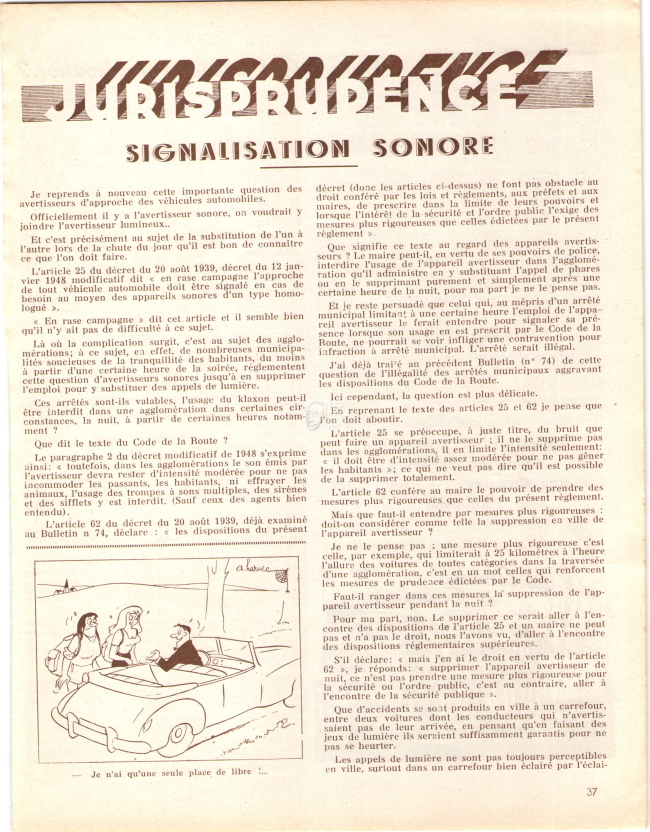 JURISPRUDENCE
SIGNALISATION SONORE
Je reprends à nouveau cette importante question des
avertisseurs d'approche des véhicules automobiles.
Officiellement il y a l'avertisseur sonore, on voudrait y
joindre l'avertisseur lumineux..
Et c'est précisément au sujet de la substitution de l'un à
l'autre lors de la chute du jour qu'il est bon de connaître
ce que l'on doit faire.
L'article 25 du décret du 20 août 1939, décret du 12 jan-
vier 1948 modificatif dit « en rase campagne l'approche
de tout véhicule automobile doit être signalé en cas de
besoin au moyen des appareils sonores d'un type homo-
logué ».
« En rase campagne » dit cet article et il semble bien
qu'il n'y ait pas de difficulté à ce sujet.
Là où la complication surgit, c'est au sujet des agglo-
mérations; à ce sujet, en effet, de nombreuses municipa-
lités soucieuses de la tranquillité des habitants, du moins
à partir d'une certaine heure de la soirée, réglementent
cette question d'avertisseurs sonores jusqu'à en supprimer
l'emploi pour y substituer des appels de lumière.
Ces arrêtés sont-ils valables, l'usage du klaxon peut-il
être interdit dans une agglomération dans certaines cir-
constances, la nuit, à partir de certaines heures notam-
ment ?
Que dit le texte du Code de la Route ?
Le paragraphe 2 du décret modificatif de 1948 s'exprime
ainsi: « toutefois, dans les agglomérations le son émis par
l'avertisseur devra rester d'intensité modérée pour ne pas
incommoder les passants, les habitants, ni effrayer les
animaux, l'usage des trompes à sons multiples, des sirènes
et des sifflets y est interdit. (Sauf ceux des agents bien
entendu).
L'article 62 du décret du 20 août 1939, déjà examiné
au Bulletin n 74, déclare : « les dispositions du présent
— Je n'ai qu'une seule place de libre !...
décret (donc les articles ci-dessus) ne font pas obstacle au
droit conféré par les lois et règlements, aux préfets et aux
maires, de prescrire dans la limite de leurs pouvoirs et
lorsque l'intérêt de la sécurité et l'ordre public l'exige des
mesures plus rigoureuses que celles édictées par le présent
règlement ».
Que signifie ce texte au regard des appareils avertis-
seurs ? Le maire peut-il, en vertu de ses pouvoirs de police,
interdire l'usage de l'appareil avertisseur dans l'agglomé-
ration qu'il administre en y substituant l'appel de phares
ou en le supprimant purement et simplement après une
certaine heure de la nuit, pour ma part je ne le pense pas.
Et je reste persuadé que celui qui, au mépris d'un arrêté
municipal limitant à une certaine heure l'emploi de l'appa-
reil avertisseur le ferait entendre pour signaler sa pré-
sence lorsque son usage en est prescrit par le Code de la
Route, ne pourrait se voir infliger une contravention pour
infraction à arrêté municipal. L'arrêté serait illégal.
J'ai déjà traité au précédent Bulletin (n° 74) de cette
question de l'illégalité des arrêtés municipaux aggravant
les dispositions du Code de la Route.
Ici cependant, la question est plus délicate.
En reprenant le texte des articles 25 et 62 je pense que
l'on doit aboutir.
L'article 25 se préoccupe, à juste titre, du bruit que
peut faire un appareil avertisseur ; il ne le supprime pas
dans les agglomérations, il en limite l'intensité seulement:
« il doit être d'intensité assez modérée pour ne pas gêner
les habitants »; ce qui ne veut pas dire qu'il est possible
de la supprimer totalement.
L'article 62 confère au maire le pouvoir de prendre des
mesures plus rigoureuses que celles du présent règlement.
Mais que faut-il entendre par mesures plus rigoureuses :
doit-on considérer comme telle la suppression en ville de
l'appareil avertisseur ?
Je ne le pense pas ; une mesure plus rigoureuse c'est
celle, par exemple, qui limiterait à 25 kilomètres à l'heure
l'allure des voitures de toutes catégories dans la traversée
d'une agglomération, c'est en un mot celles qui renforcent
les mesures de prudence édictées par le Code.
Faut-il ranger dans ces mesures la suppression de l'ap-
pareil avertisseur pendant la nuit ?
Pour ma part, non. Le supprimer ce serait aller à l'en-
contre des dispositions de l'article 25 et un maire ne peut
pas et n'a pas le droit, nous l'avons vu, d'aller à l'encontre
des dispositions règlementaires supérieures.
S'il déclare: « mais j'en ai le droit en vertu de l'article
62 », je réponds: « supprimer l'appareil avertisseur de
nuit, ce n'est pas prendre une mesure plus rigoureuse pour
la sécurité ou l'ordre public, c'est au contraire, aller à
l'encontre de la sécurité publique ».
Que d'accidents se sont produits en ville à un carrefour,
entre deux voitures dont les conducteurs qui n'avertis-
saient pas de leur arrivée, en pensant qu'en faisant des
jeux de lumière ils seraient suffisamment garantis pour ne
pas se heurter.
Les appels de lumière ne sont pas toujours perceptibles
en ville, surtout dans un carrefour bien éclairé par l'éclai-
37